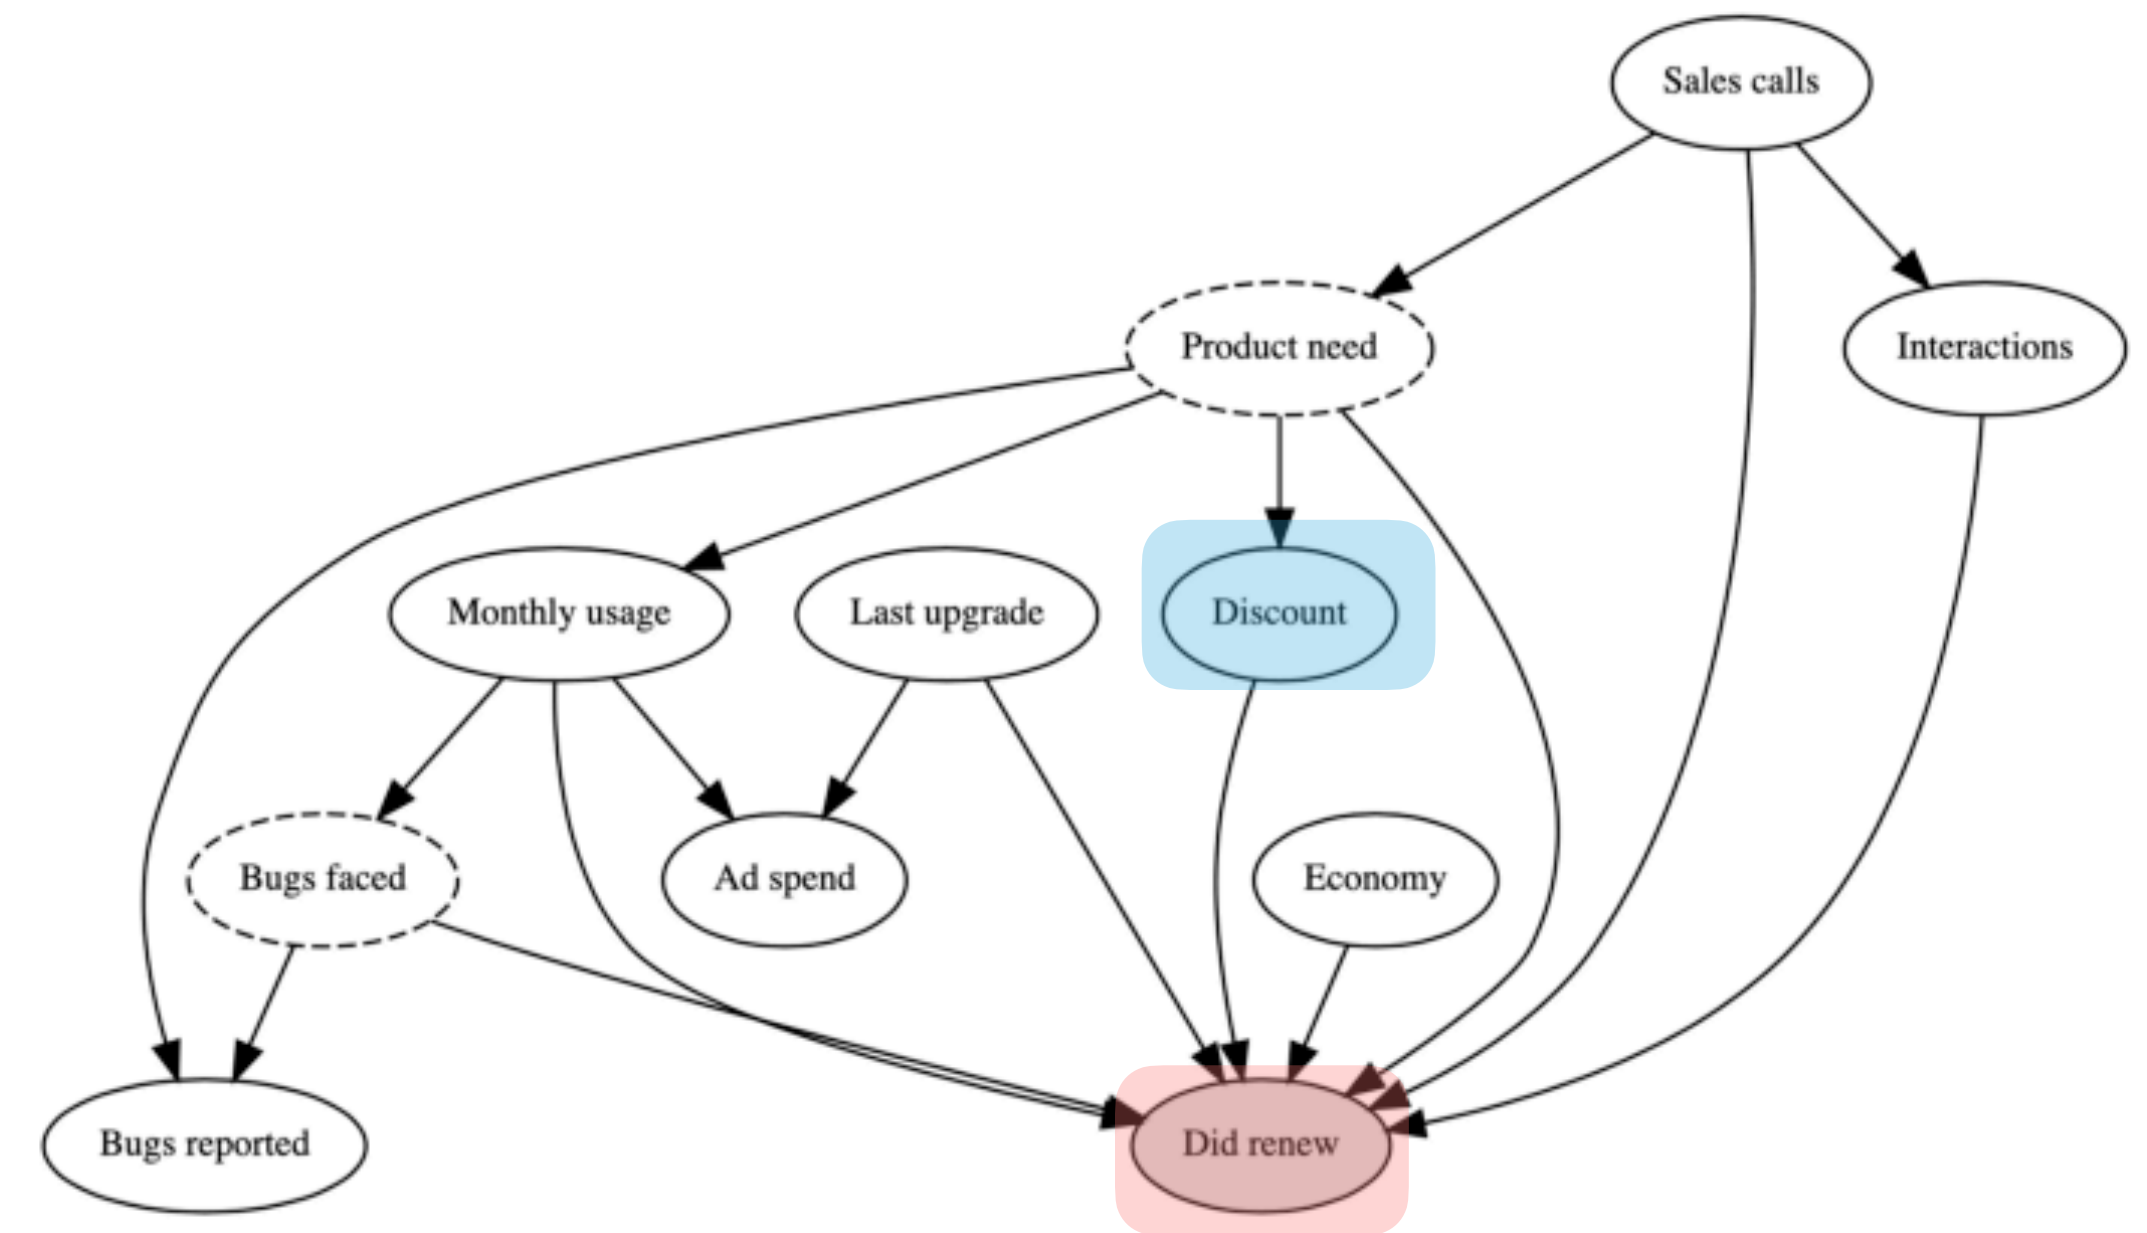 Sales calls
Product need
Interactions
Monthly usage
Last upgrade
Discount
Bugs faced
Ad spend
Economy
Bugs reported
Did renew